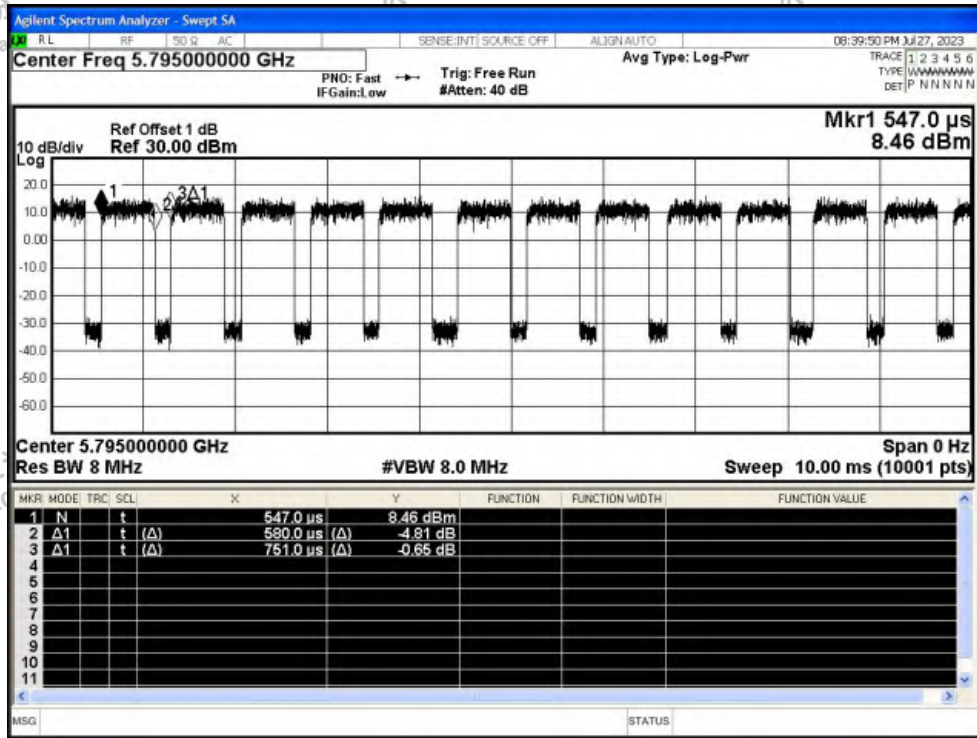 Agilent Spectrum Analyzer - Swept SA
RL RF 50 Ω AC SENSE:INT SOURCE OFF ALIGN AUTO 08:39:50 PM Jul 27, 2023
Center Freq 5.795000000 GHz
PNO: Fast
IFGain:Low
Trig: Free Run
#Atten: 40 dB
Avg Type: Log-Pwr
TRACE 1 2 3 4 5 6
TYPE W
DET P N N N N N
Mkr1 547.0 µs
8.46 dBm
Ref Offset 1 dB
10 dB/div Ref 30.00 dBm
Log
20.0
10.0
0.00
-10.0
-20.0
-30.0
-40.0
-50.0
-60.0
1
2
3Δ1
Center 5.795000000 GHz Span 0 Hz
Res BW 8 MHz #VBW 8.0 MHz Sweep 10.00 ms (10001 pts)
MKR MODE TRC SCL X Y FUNCTION FUNCTION WIDTH FUNCTION VALUE
1 N t 547.0 µs 8.46 dBm
2 Δ1 t (Δ) 580.0 µs (Δ) -4.81 dB
3 Δ1 t (Δ) 751.0 µs (Δ) -0.65 dB
4
5
6
7
8
9
10
11
MSG STATUS